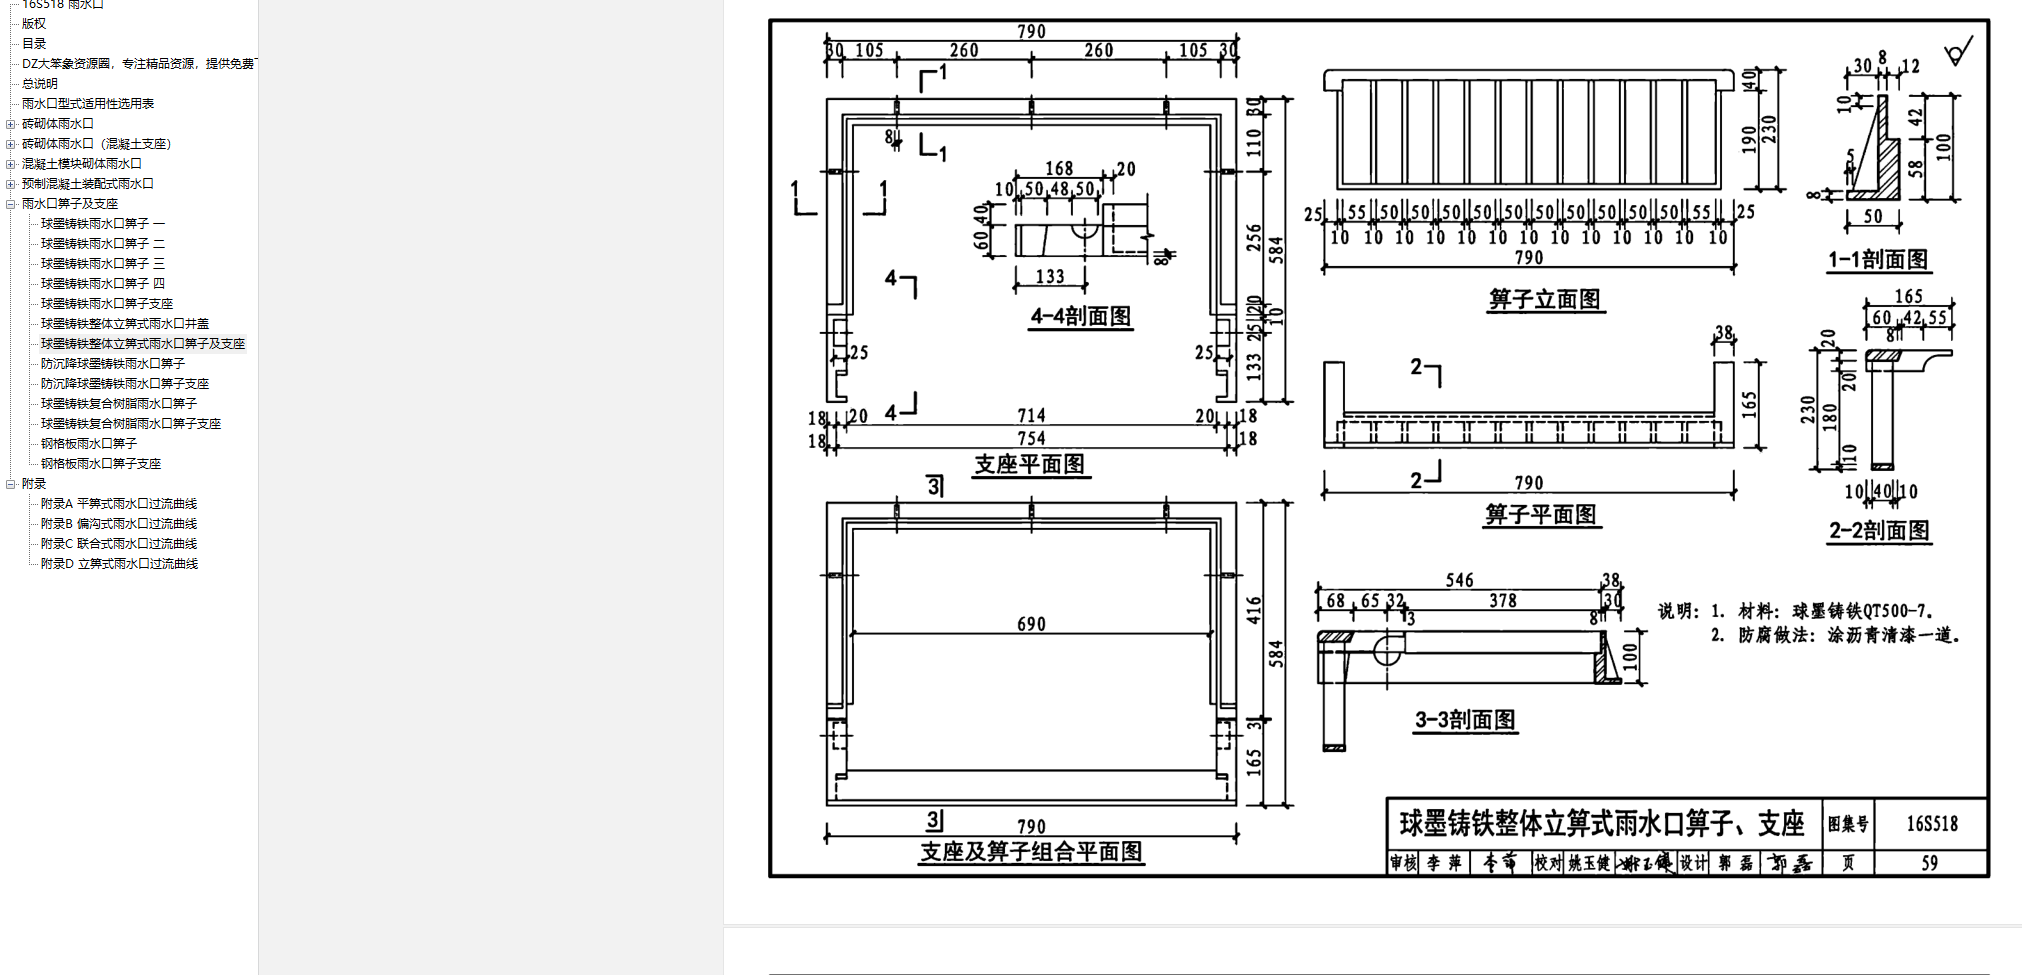 16S518 雨水口
版权
目录
DZ大笨象资源圈，专注精品资源，提供免费下
总说明
雨水口型式适用性选用表
砖砌体雨水口
砖砌体雨水口（混凝土支座）
混凝土模块砌体雨水口
预制混凝土装配式雨水口
雨水口箅子及支座
球墨铸铁雨水口箅子 一
球墨铸铁雨水口箅子 二
球墨铸铁雨水口箅子 三
球墨铸铁雨水口箅子 四
球墨铸铁雨水口箅子支座
球墨铸铁整体立箅式雨水口井盖
球墨铸铁整体立箅式雨水口箅子及支座
防沉降球墨铸铁雨水口箅子
防沉降球墨铸铁雨水口箅子支座
球墨铸铁复合树脂雨水口箅子
球墨铸铁复合树脂雨水口箅子支座
钢格板雨水口箅子
钢格板雨水口箅子支座
附录
附录A 平箅式雨水口过流曲线
附录B 偏沟式雨水口过流曲线
附录C 联合式雨水口过流曲线
附录D 立箅式雨水口过流曲线
790
30 105 260 260 105 30
1
1
8
1 1
30
110
256
584
20
10
25
133
168 20
10 50 48 50
40
60
8
133
4-4剖面图
4
4
25 25
18 20 714 20 18
18 754 18
支座平面图
3
690
416
584
3
165
3
790
支座及箅子组合平面图
40
190
230
25 55 50 50 50 50 50 50 50 50 50 50 55 25
10 10 10 10 10 10 10 10 10 10 10 10 10
790
箅子立面图
30 8 12
10
42
100
58
5
8
50
1-1剖面图
38
2
165
2
790
箅子平面图
165
60 42 55
8
20
20
230
180
10
10 40 10
2-2剖面图
546 38
68 65 32 378 30
3 8
100
3-3剖面图
说明: 1. 材料: 球墨铸铁QT500-7。
2. 防腐做法: 涂沥青清漆一道。
球墨铸铁整体立箅式雨水口箅子、支座 图集号 16S518
审核 李 萍 校对 姚玉健 设计 郭 磊 郭磊 页 59